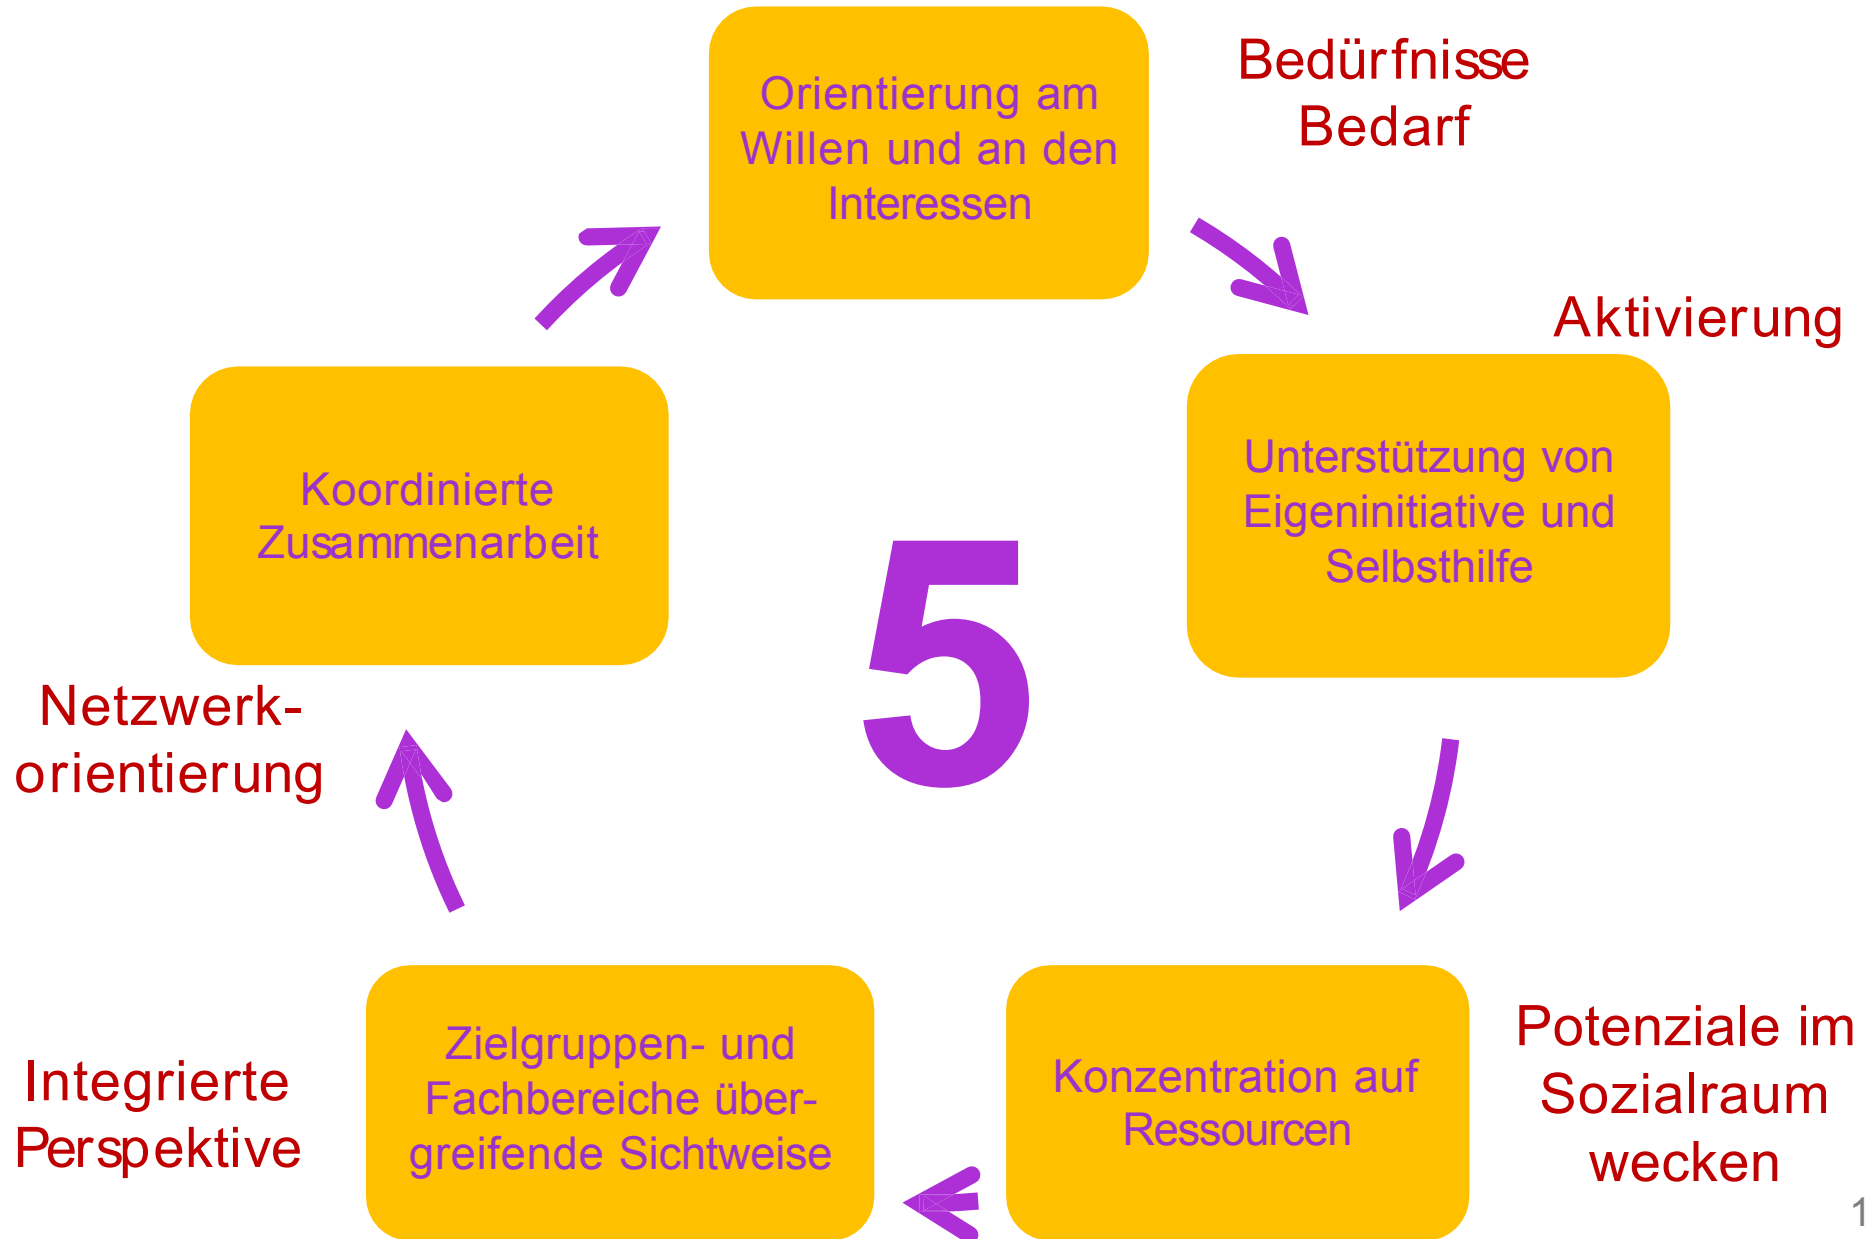 Orientierung am
Willen und an den
Interessen
Bedürfnisse
Bedarf
Aktivierung
Unterstützung von
Eigeninitiative und
Selbsthilfe
Koordinierte
Zusammenarbeit
5
Netzwerk-
orientierung
Zielgruppen- und
Fachbereiche über-
greifende Sichtweise
Integrierte
Perspektive
Konzentration auf
Ressourcen
Potenziale im
Sozialraum
wecken
1